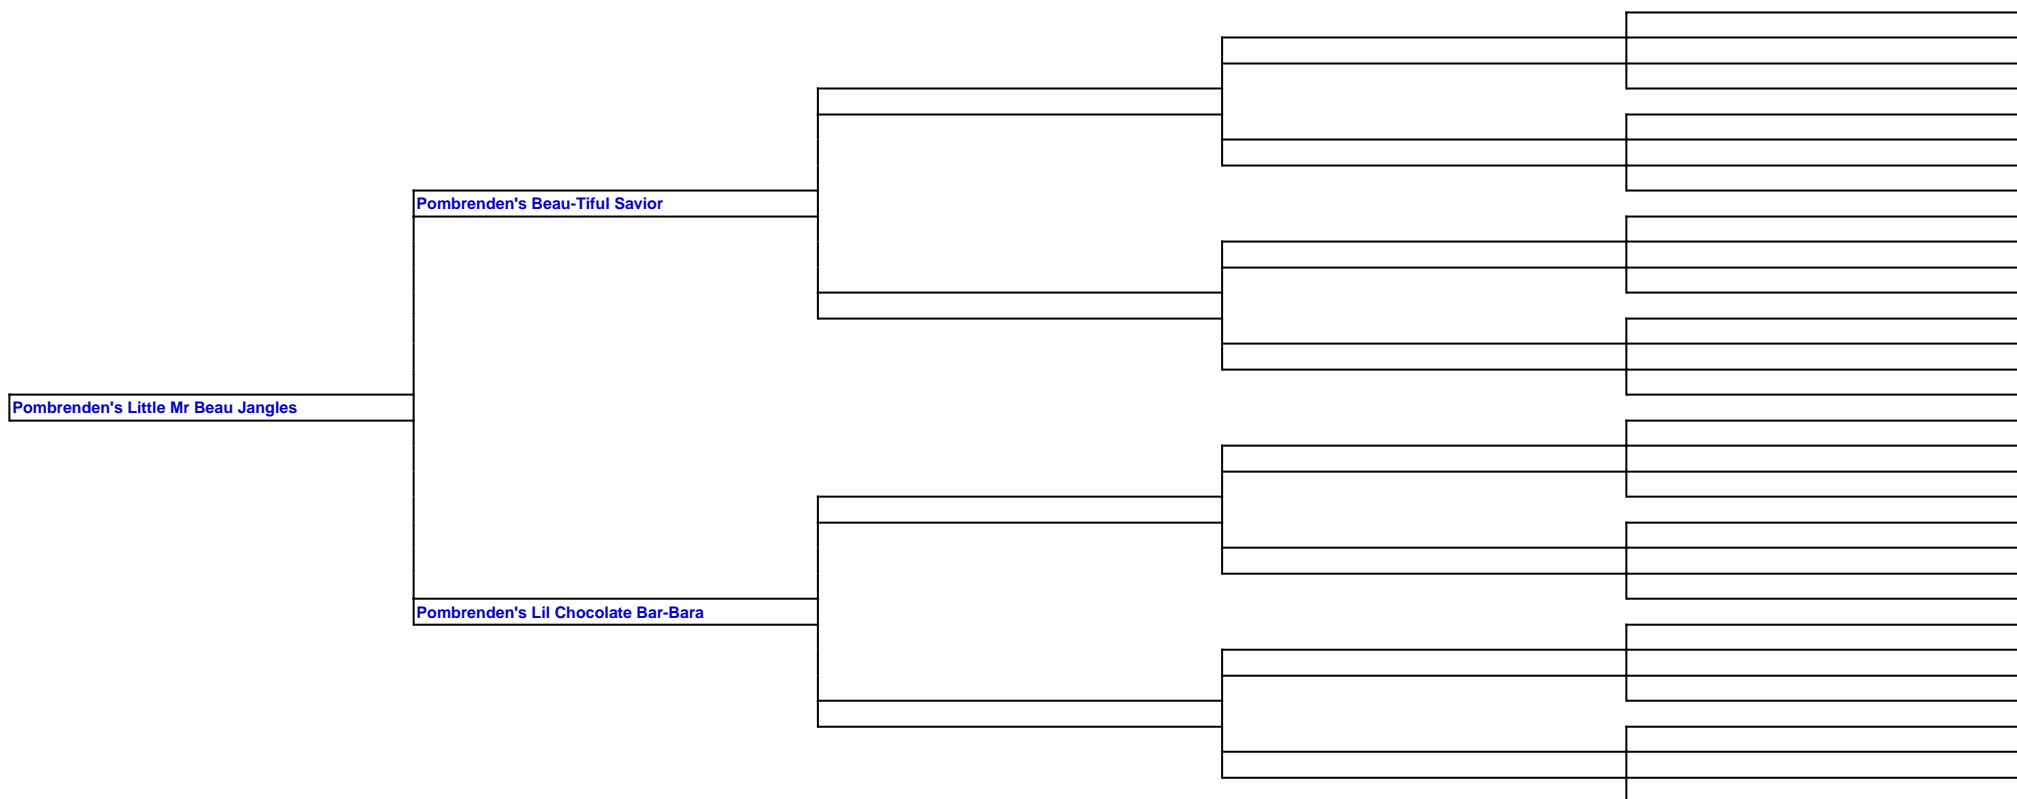 Pombrenden's Beau-Tiful Savior
Pombrenden's Little Mr Beau Jangles
Pombrenden's Lil Chocolate Bar-Bara